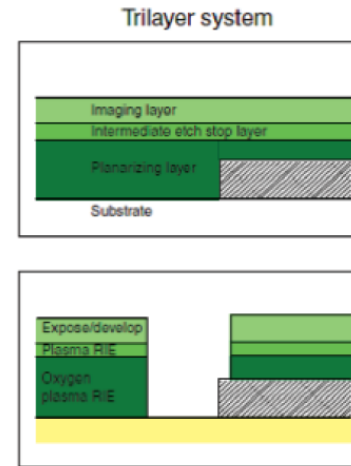 Trilayer system
Imaging layer
Intermediate etch stop layer
Planarizing layer
Substrate
Expose/develop
Plasma RIE
Oxygen
plasma RIE